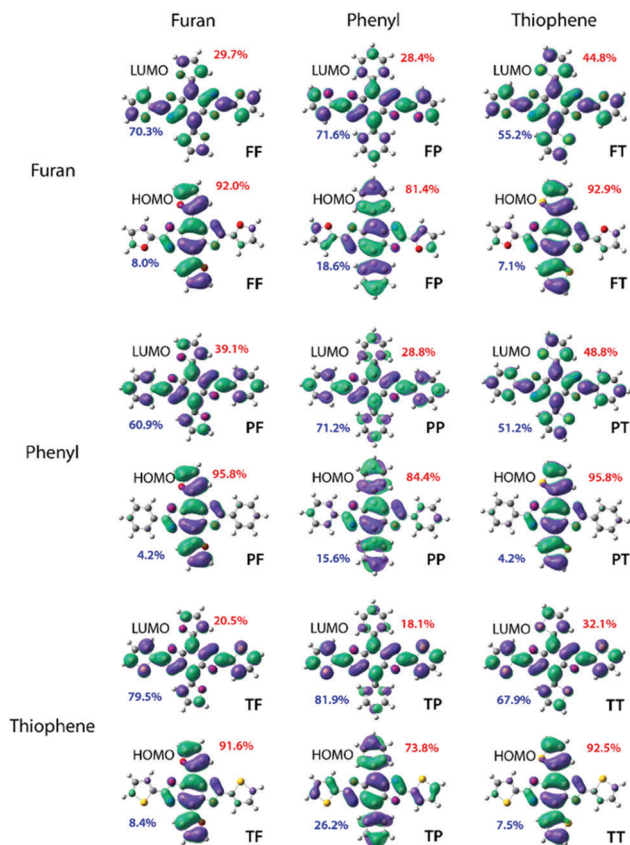 Furan Phenyl Thiophene
29.7% 28.4% 44.8%
LUMO LUMO LUMO
70.3% 71.6% 55.2%
FF FP FT
Furan
HOMO 92.0% HOMO 81.4% HOMO 92.9%
8.0% 18.6% 7.1%
FF FP FT
LUMO 39.1% LUMO 28.8% LUMO 48.8%
60.9% 71.2% 51.2%
PF PP PT
Phenyl
HOMO 95.8% HOMO 84.4% HOMO 95.8%
4.2% 15.6% 4.2%
PF PP PT
20.5% 18.1% 32.1%
LUMO LUMO LUMO
79.5% 81.9% 67.9%
TF TP TT
Thiophene
HOMO 91.6% HOMO 73.8% HOMO 92.5%
8.4% 26.2% 7.5%
TF TP TT